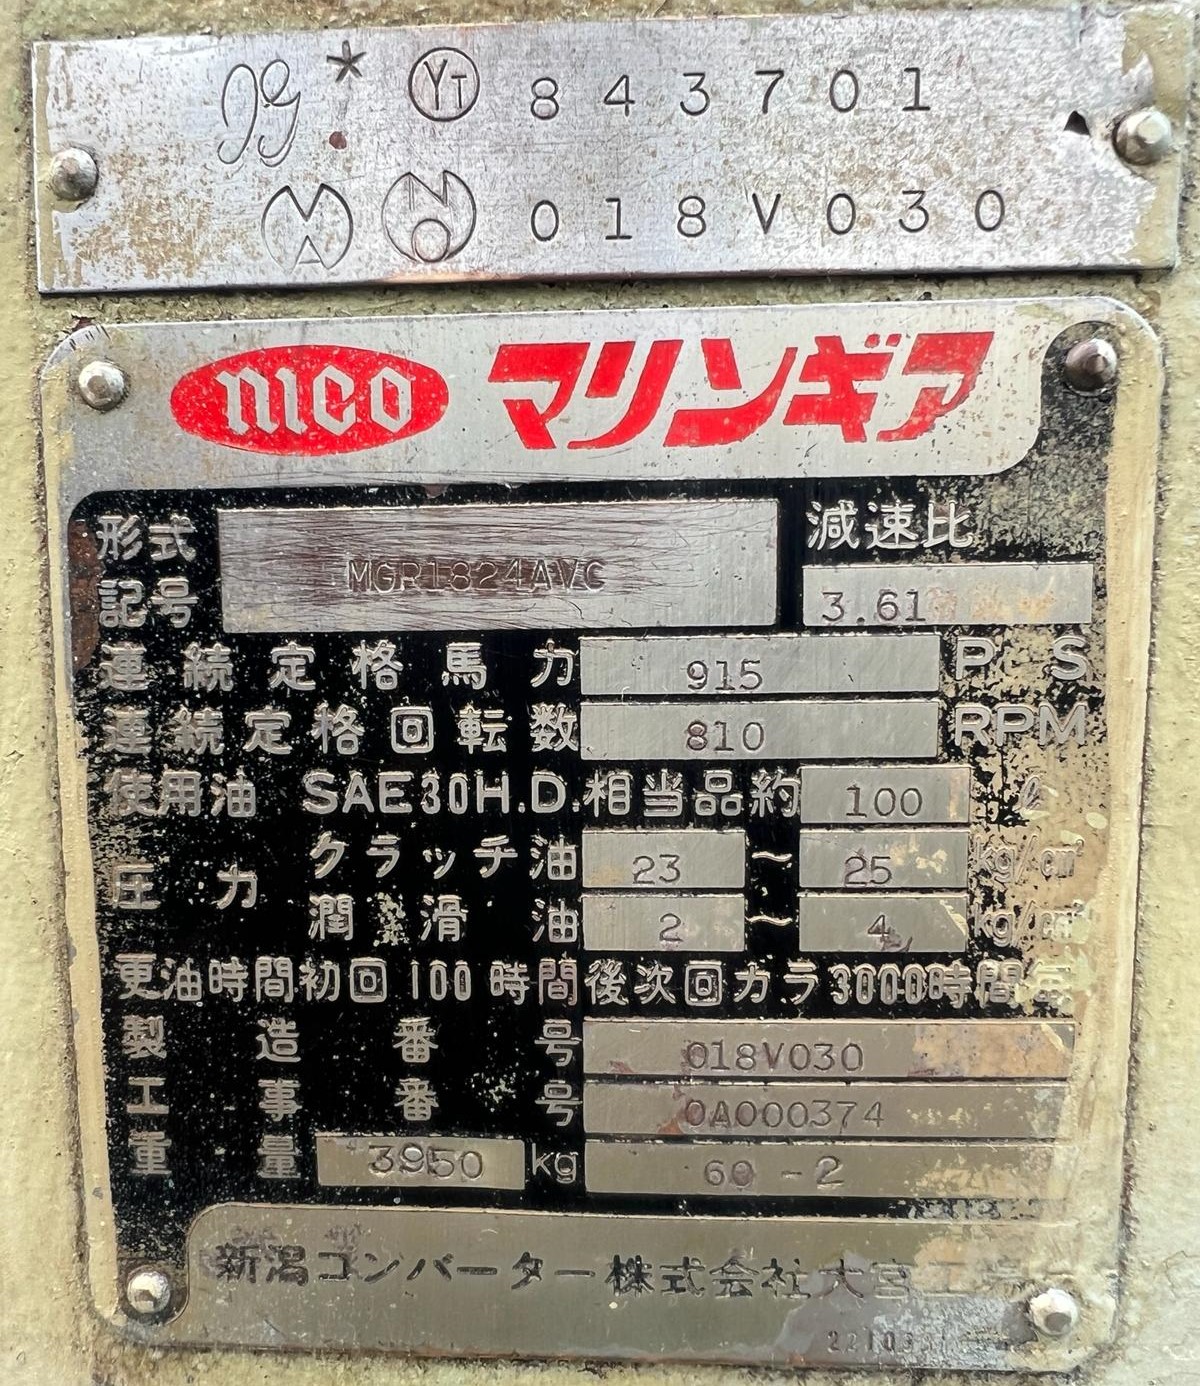 JG * YT 843701
NO 018V030
nico マリンギア
形式記号 MGR1824AVC 減速比 3.61
連続定格馬力 915 PS
連続定格回転数 810 RPM
使用油 SAE30H.D.相当品約 100 ℓ
圧力 クラッチ油 23 ~ 25 kg/cm²
潤滑油 2 ~ 4 kg/cm²
更油時間初回100時間後次回カラ3000時間毎
製造番号 018V030
工事番号 0A000374
重量 3950 kg 60-2
新潟コンバーター株式会社大宮工場